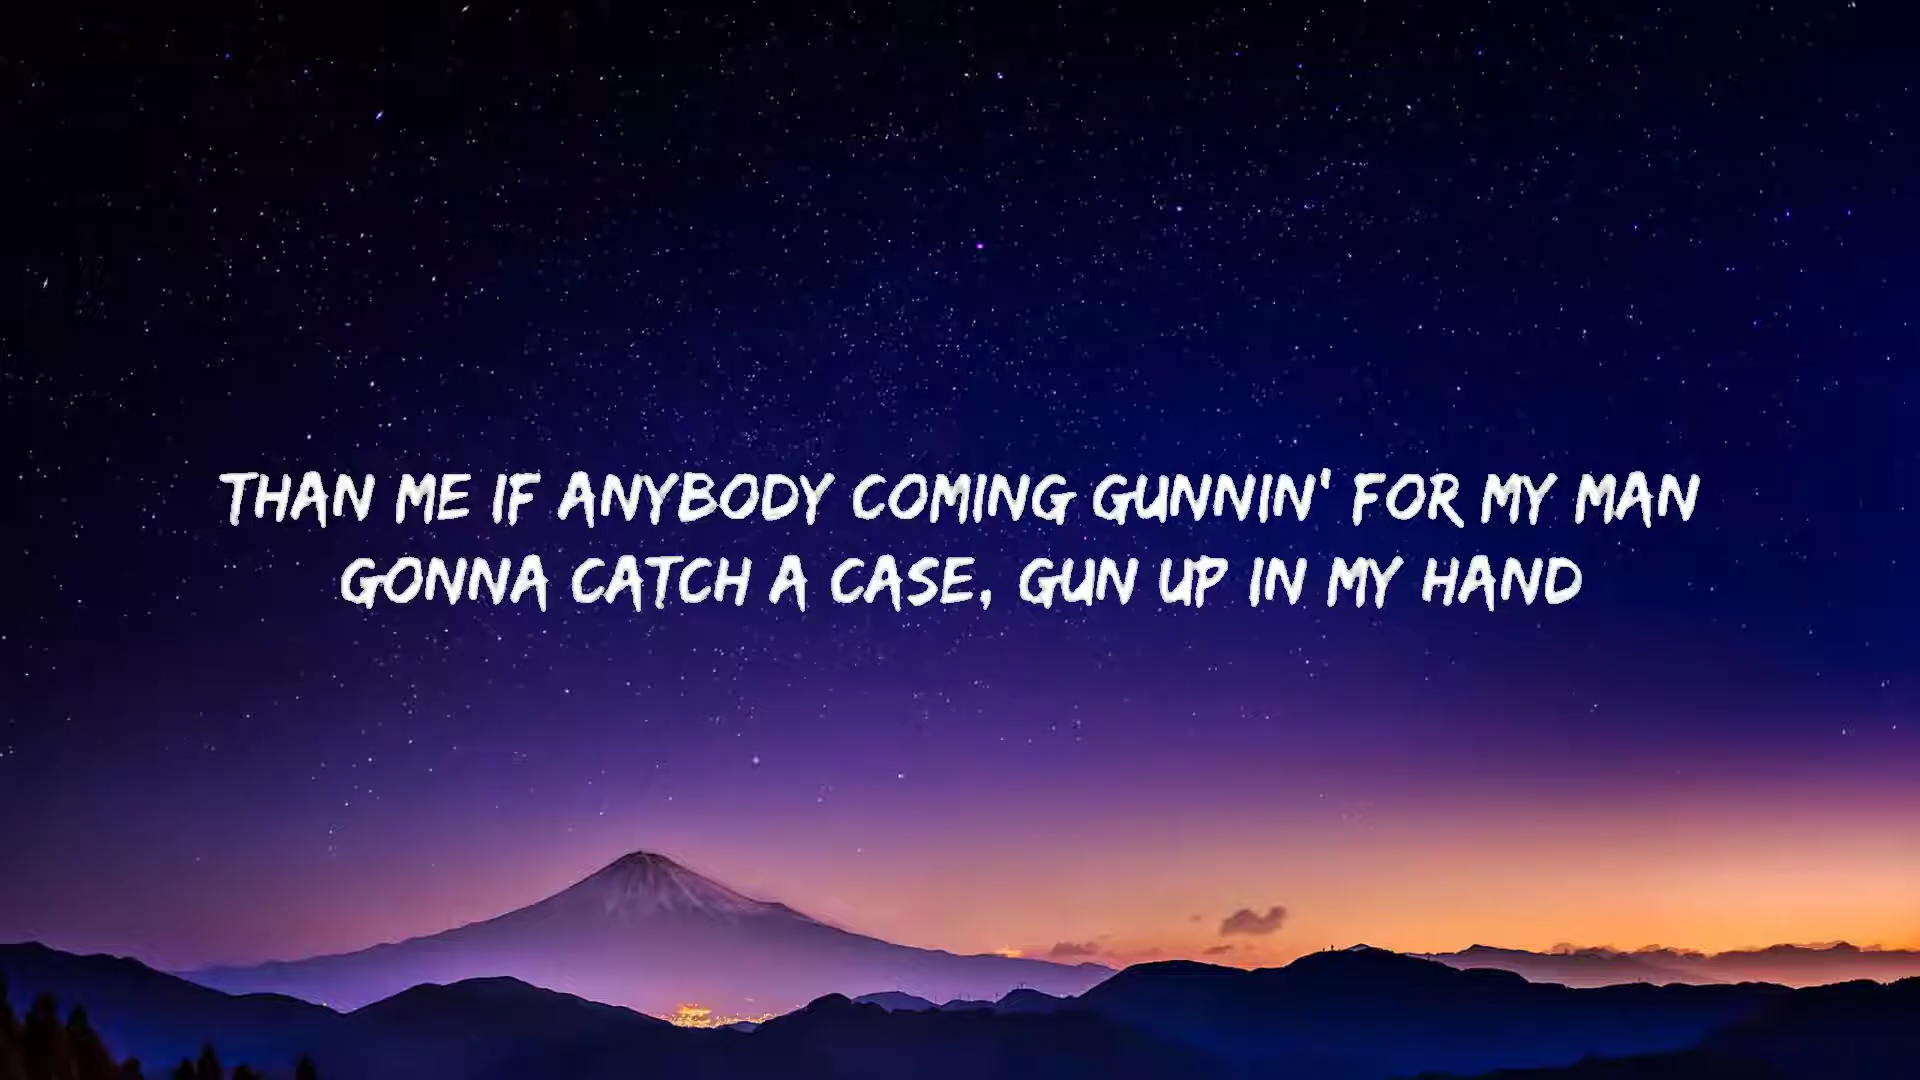 THAN ME IF ANYBODY COMING GUNNIN' FOR MY MAN
GONNA CATCH A CASE, GUN UP IN MY HAND